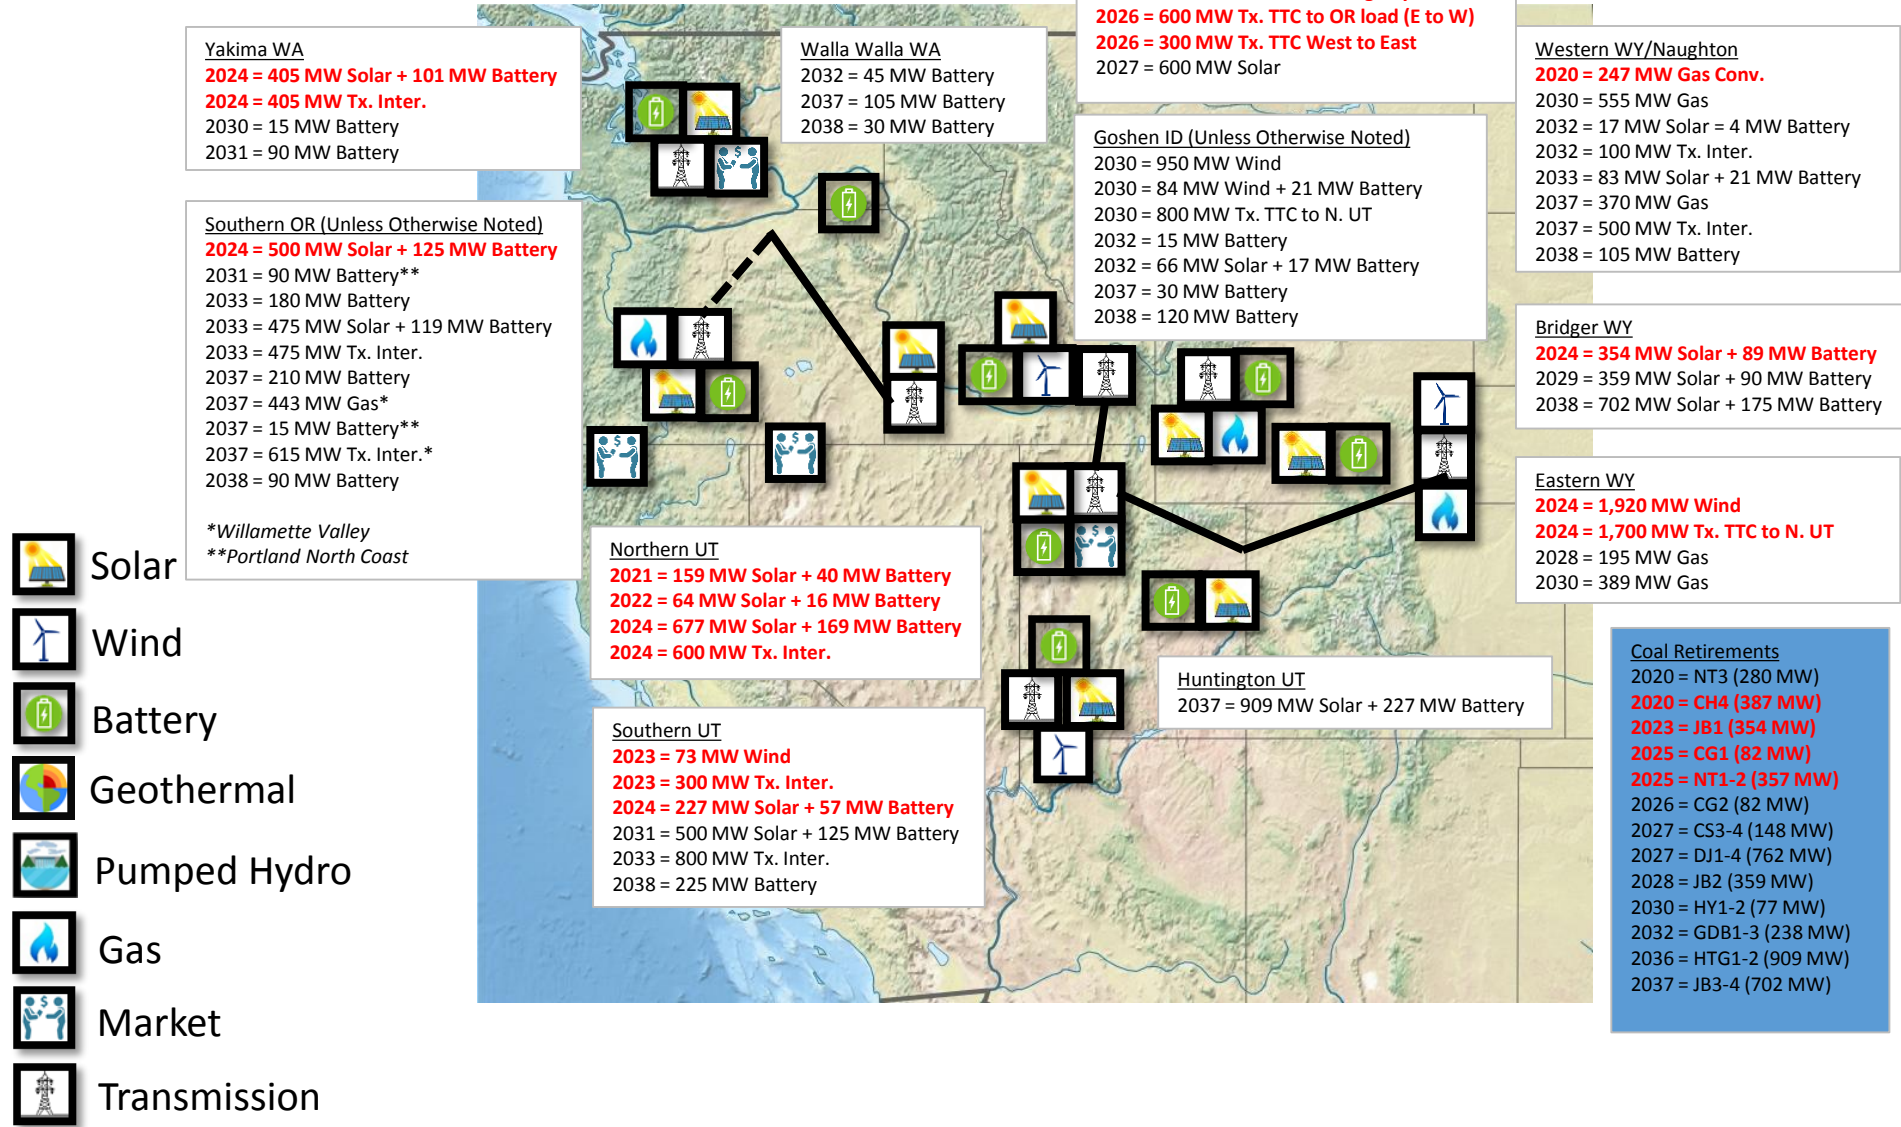 2026 = 600 MW Tx. TTC to OR load (E to W)
2026 = 300 MW Tx. TTC West to East
2027 = 600 MW Solar
Yakima WA
2024 = 405 MW Solar + 101 MW Battery
2024 = 405 MW Tx. Inter.
2030 = 15 MW Battery
2031 = 90 MW Battery
Walla Walla WA
2032 = 45 MW Battery
2037 = 105 MW Battery
2038 = 30 MW Battery
Western WY/Naughton
2020 = 247 MW Gas Conv.
2030 = 555 MW Gas
2032 = 17 MW Solar = 4 MW Battery
2032 = 100 MW Tx. Inter.
2033 = 83 MW Solar + 21 MW Battery
2037 = 370 MW Gas
2037 = 500 MW Tx. Inter.
2038 = 105 MW Battery
Goshen ID (Unless Otherwise Noted)
2030 = 950 MW Wind
2030 = 84 MW Wind + 21 MW Battery
2030 = 800 MW Tx. TTC to N. UT
2032 = 15 MW Battery
2032 = 66 MW Solar + 17 MW Battery
2037 = 30 MW Battery
2038 = 120 MW Battery
Southern OR (Unless Otherwise Noted)
2024 = 500 MW Solar + 125 MW Battery
2031 = 90 MW Battery**
2033 = 180 MW Battery
2033 = 475 MW Solar + 119 MW Battery
2033 = 475 MW Tx. Inter.
2037 = 210 MW Battery
2037 = 443 MW Gas*
2037 = 15 MW Battery**
2037 = 615 MW Tx. Inter.*
2038 = 90 MW Battery
*Willamette Valley
**Portland North Coast
Bridger WY
2024 = 354 MW Solar + 89 MW Battery
2029 = 359 MW Solar + 90 MW Battery
2038 = 702 MW Solar + 175 MW Battery
Eastern WY
2024 = 1,920 MW Wind
2024 = 1,700 MW Tx. TTC to N. UT
2028 = 195 MW Gas
2030 = 389 MW Gas
Northern UT
2021 = 159 MW Solar + 40 MW Battery
2022 = 64 MW Solar + 16 MW Battery
2024 = 677 MW Solar + 169 MW Battery
2024 = 600 MW Tx. Inter.
Huntington UT
2037 = 909 MW Solar + 227 MW Battery
Southern UT
2023 = 73 MW Wind
2023 = 300 MW Tx. Inter.
2024 = 227 MW Solar + 57 MW Battery
2031 = 500 MW Solar + 125 MW Battery
2033 = 800 MW Tx. Inter.
2038 = 225 MW Battery
Coal Retirements
2020 = NT3 (280 MW)
2020 = CH4 (387 MW)
2023 = JB1 (354 MW)
2025 = CG1 (82 MW)
2025 = NT1-2 (357 MW)
2026 = CG2 (82 MW)
2027 = CS3-4 (148 MW)
2027 = DJ1-4 (762 MW)
2028 = JB2 (359 MW)
2030 = HY1-2 (77 MW)
2032 = GDB1-3 (238 MW)
2036 = HTG1-2 (909 MW)
2037 = JB3-4 (702 MW)
Solar
Wind
Battery
Geothermal
Pumped Hydro
Gas
Market
Transmission